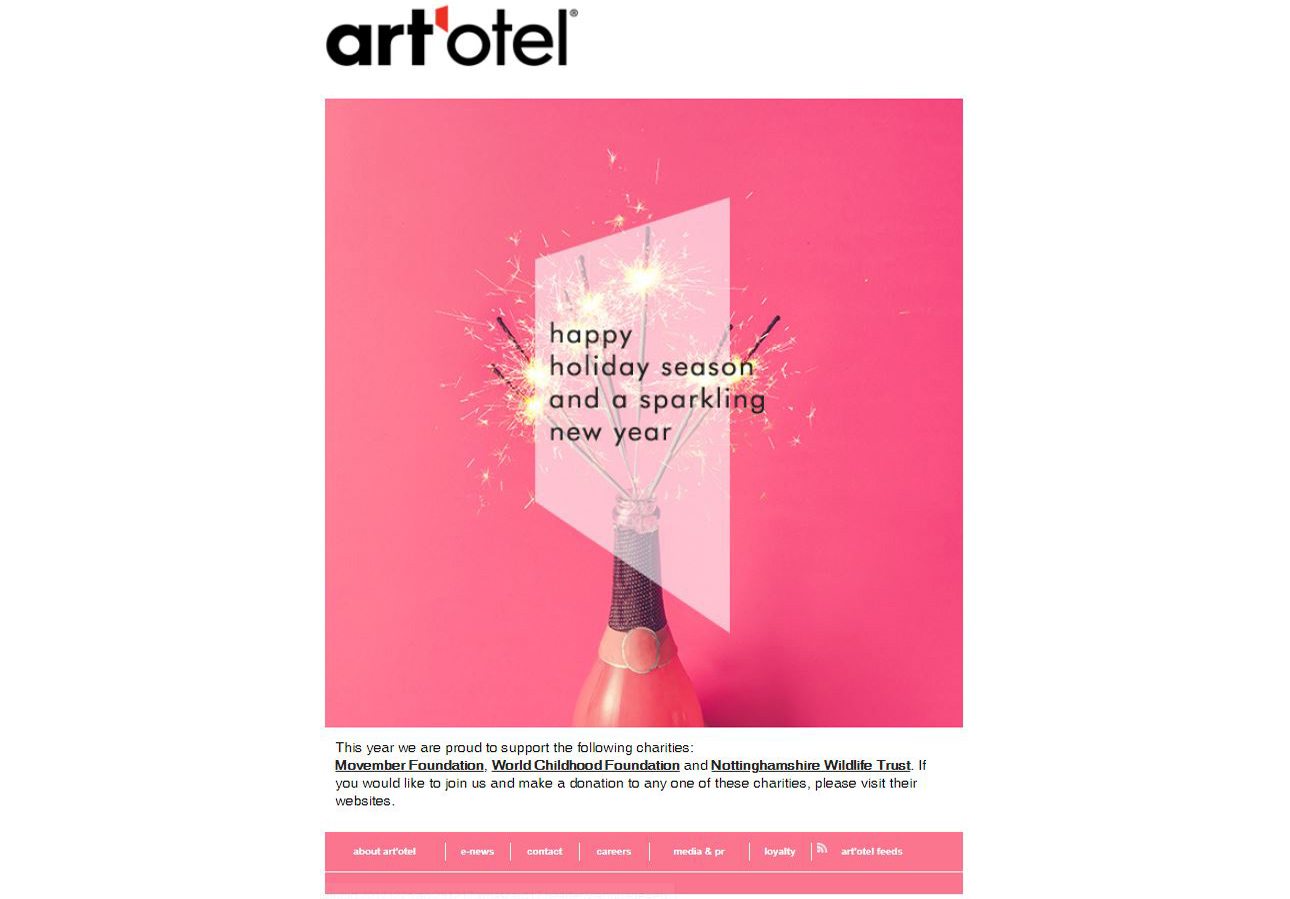 art'otel®
happy
holiday season
and a sparkling
new year
This year we are proud to support the following charities:
Movember Foundation, World Childhood Foundation and Nottinghamshire Wildlife Trust. If
you would like to join us and make a donation to any one of these charities, please visit their
websites.
about art'otel | e-news | contact | careers | media & pr | loyalty | art'otel feeds